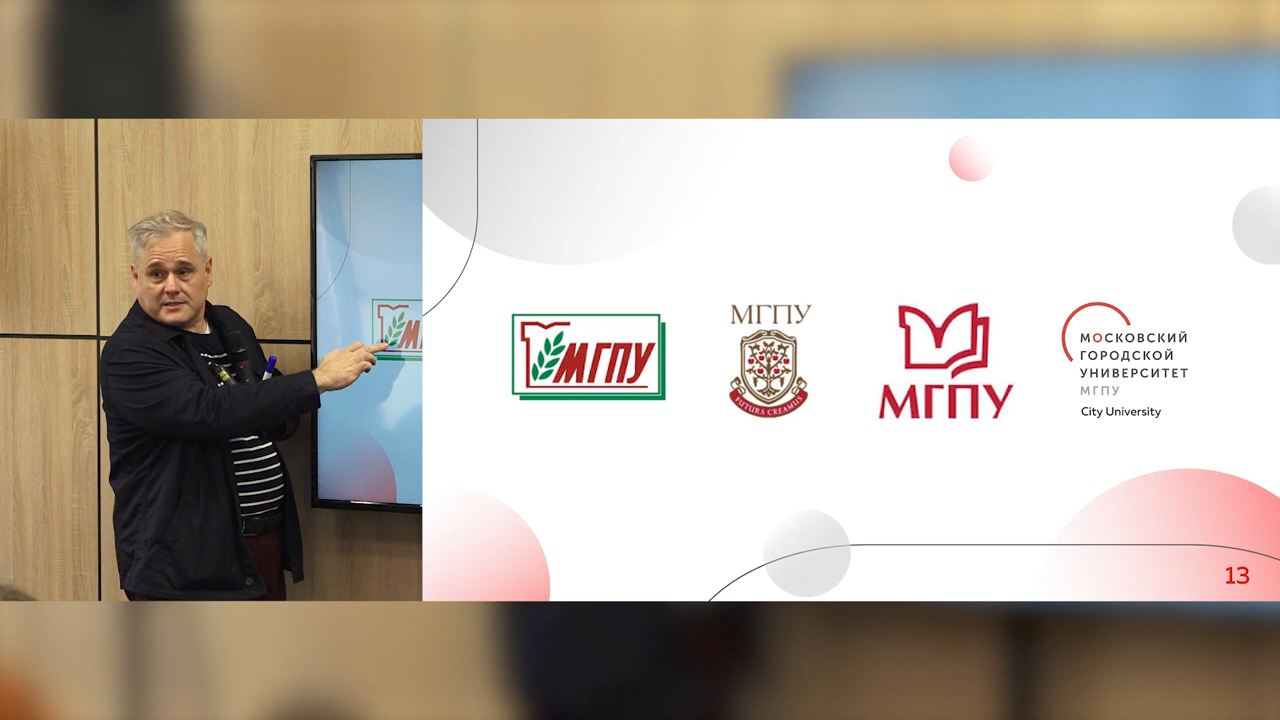 МГПУ
МГПУ
FUTURA CREAMUS
МГПУ
МОСКОВСКИЙ
ГОРОДСКОЙ
УНИВЕРСИТЕТ
МГПУ
City University
13